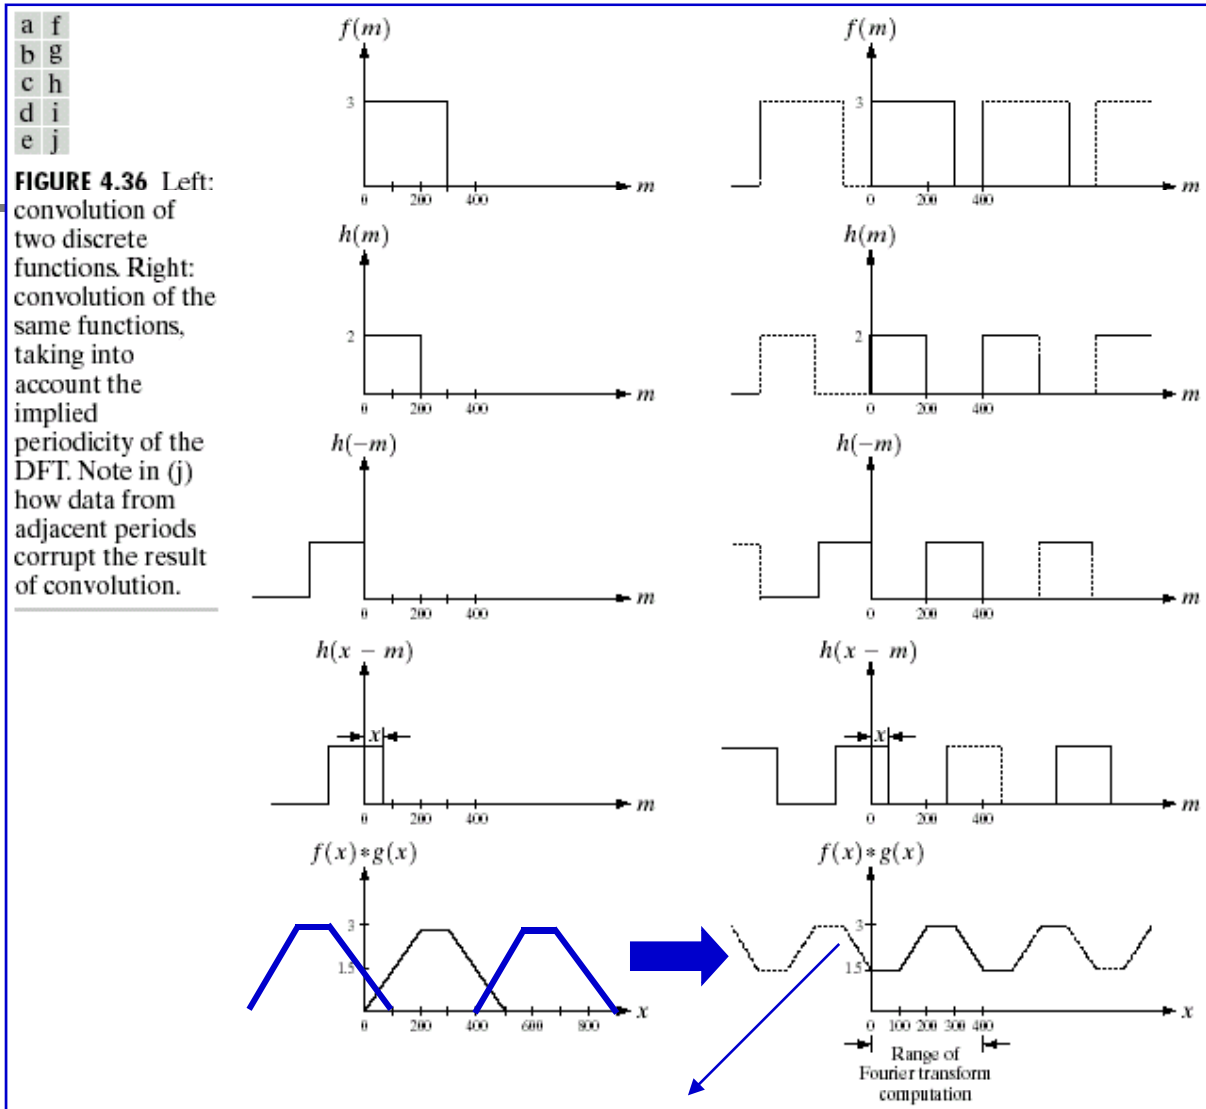 a f
b g
c h
d i
e j
FIGURE 4.36 Left:
convolution of
two discrete
functions. Right:
convolution of the
same functions,
taking into
account the
implied
periodicity of the
DFT. Note in (j)
how data from
adjacent periods
corrupt the result
of convolution.
f(m)
3
0 200 400
m
f(m)
3
0 200 400
m
h(m)
2
0 200 400
m
h(m)
2
0 200 400
m
h(−m)
0 200 400
m
h(−m)
0 200 400
m
h(x − m)
x
0 200 400
m
h(x − m)
x
0 200 400
m
f(x)*g(x)
3
1.5
0 200 400 600 800
x
f(x)*g(x)
3
1.5
0 100 200 300 400
x
Range of
Fourier transform
computation